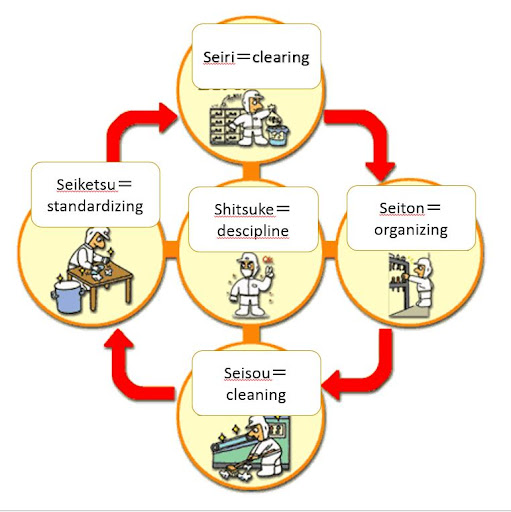 Seiri＝clearing
Seiketsu＝
standardizing
Shitsuke＝
descipline
Seiton＝
organizing
Seisou＝
cleaning